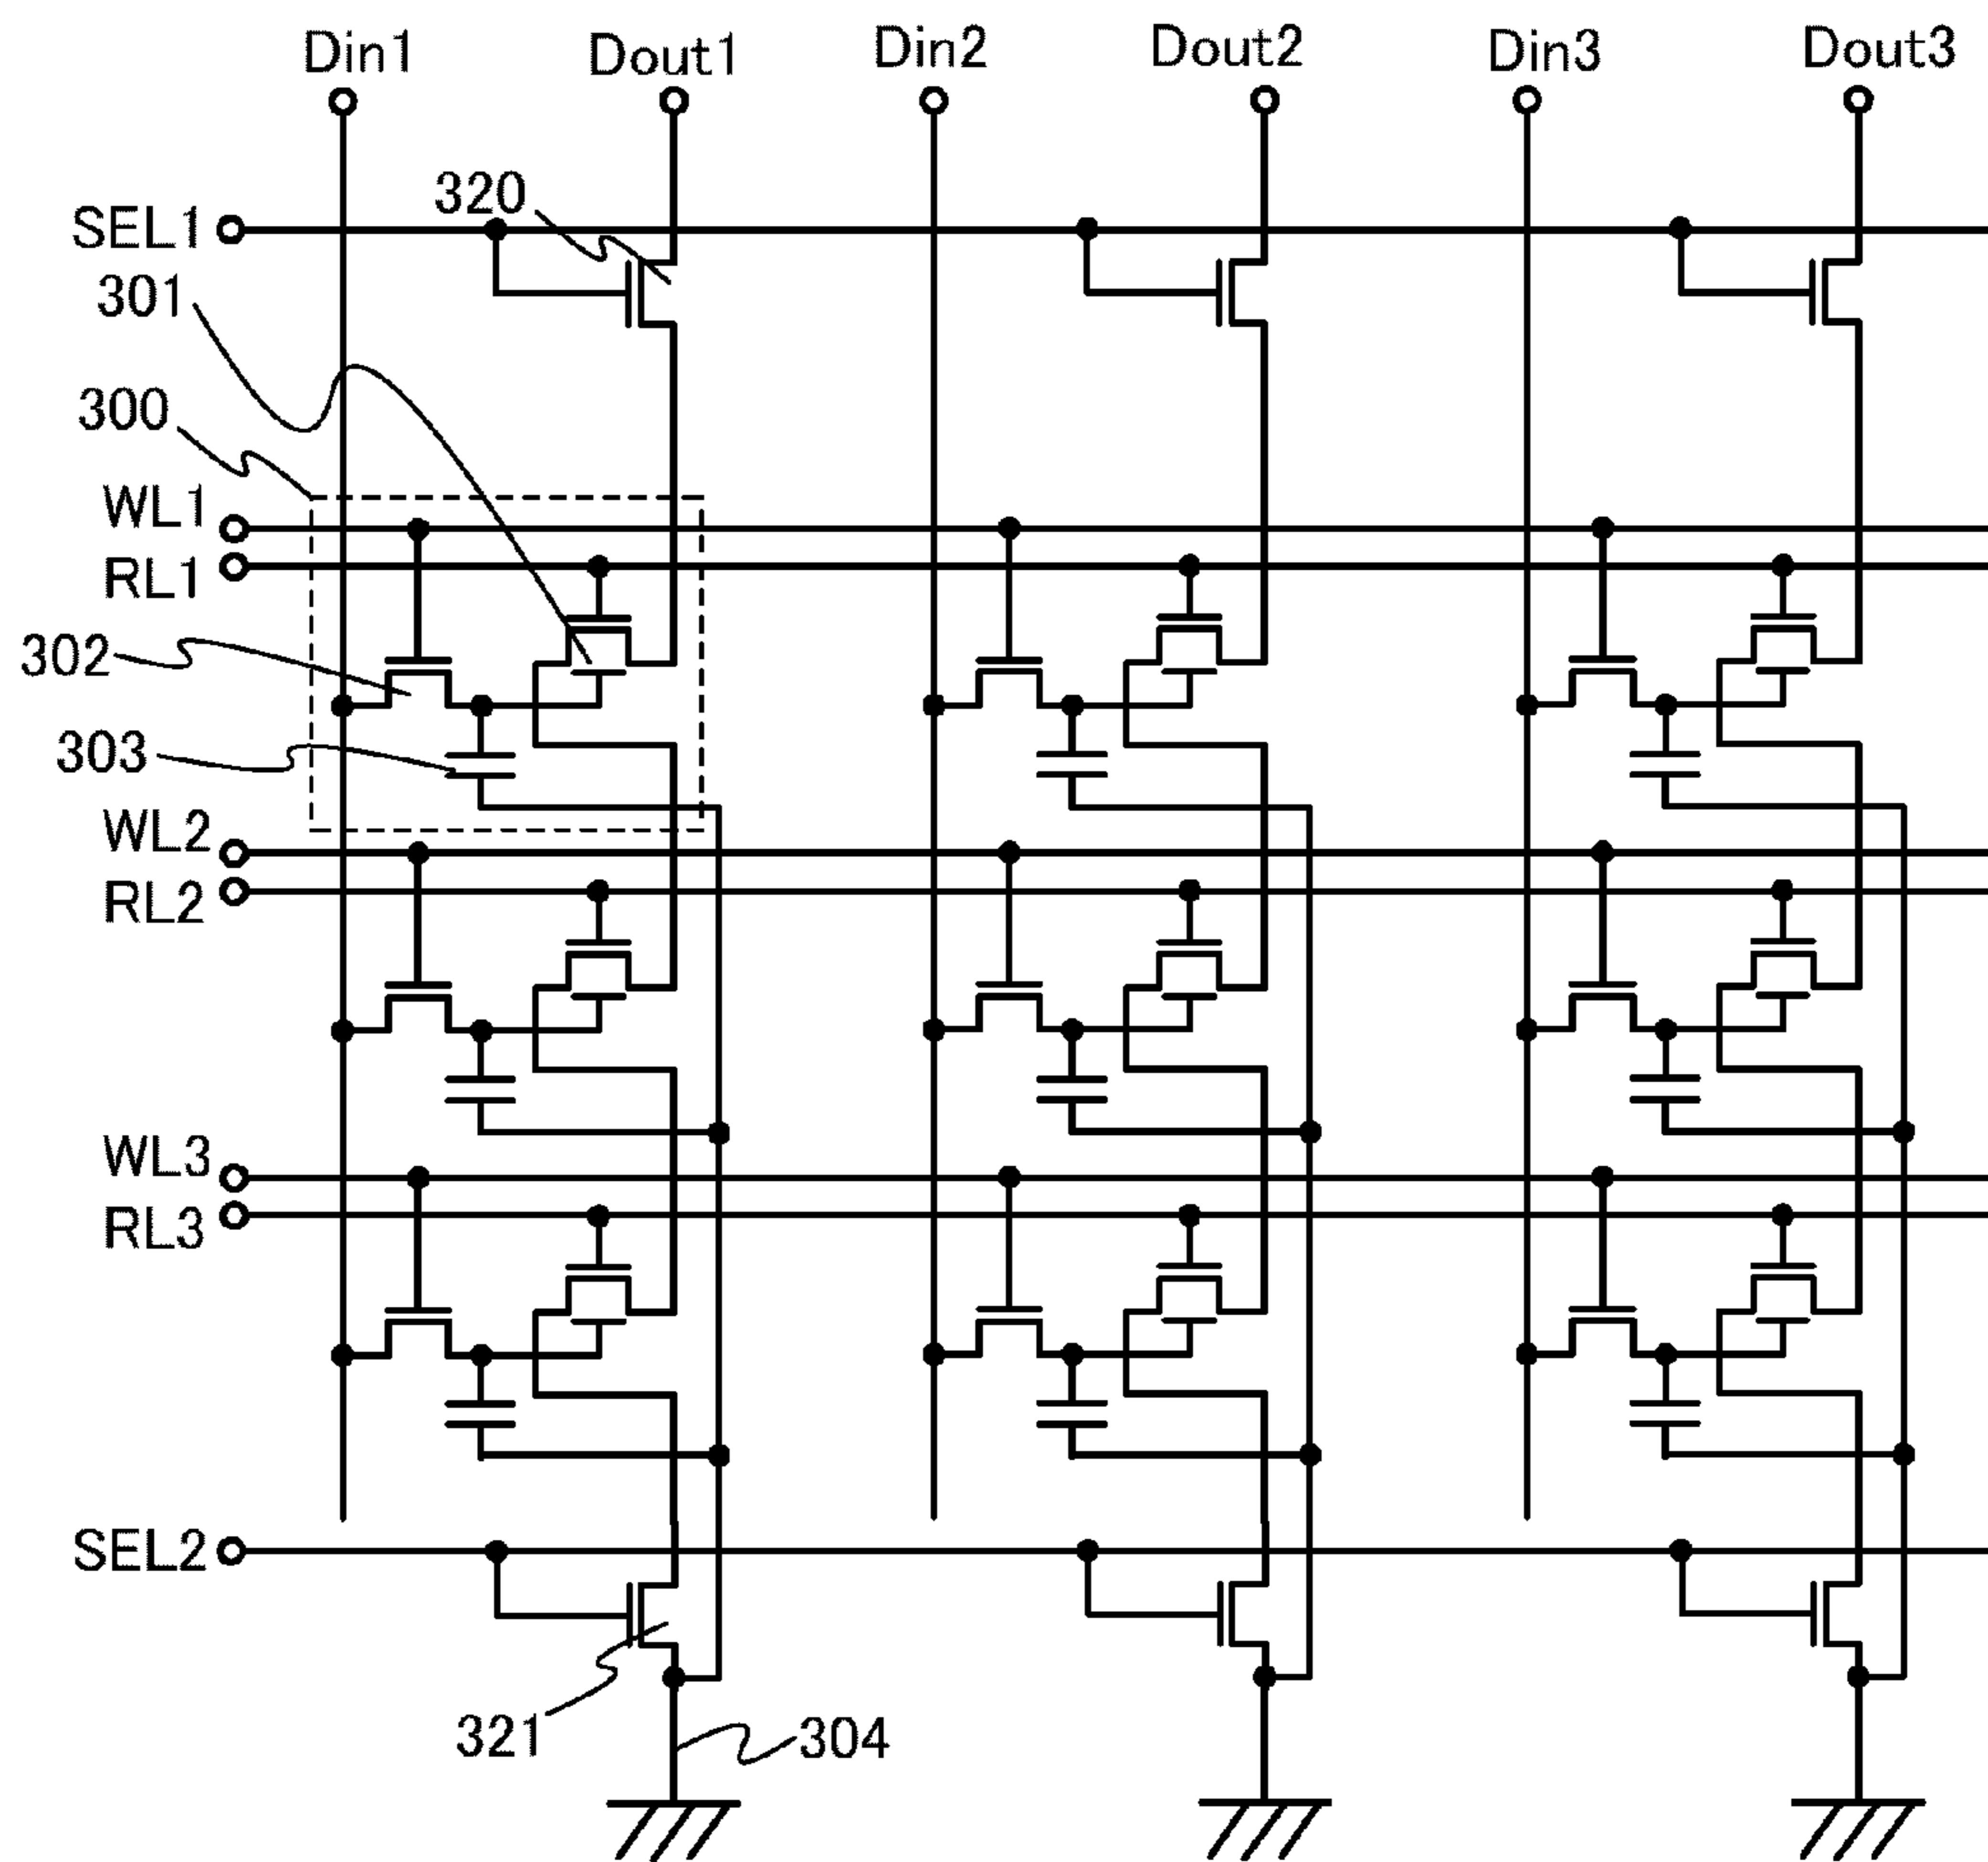 Din1
Dout1
Din2
Dout2
Din3
Dout3
320
SEL1
301
300
WL1
RL1
302
303
WL2
RL2
WL3
RL3
SEL2
321
304